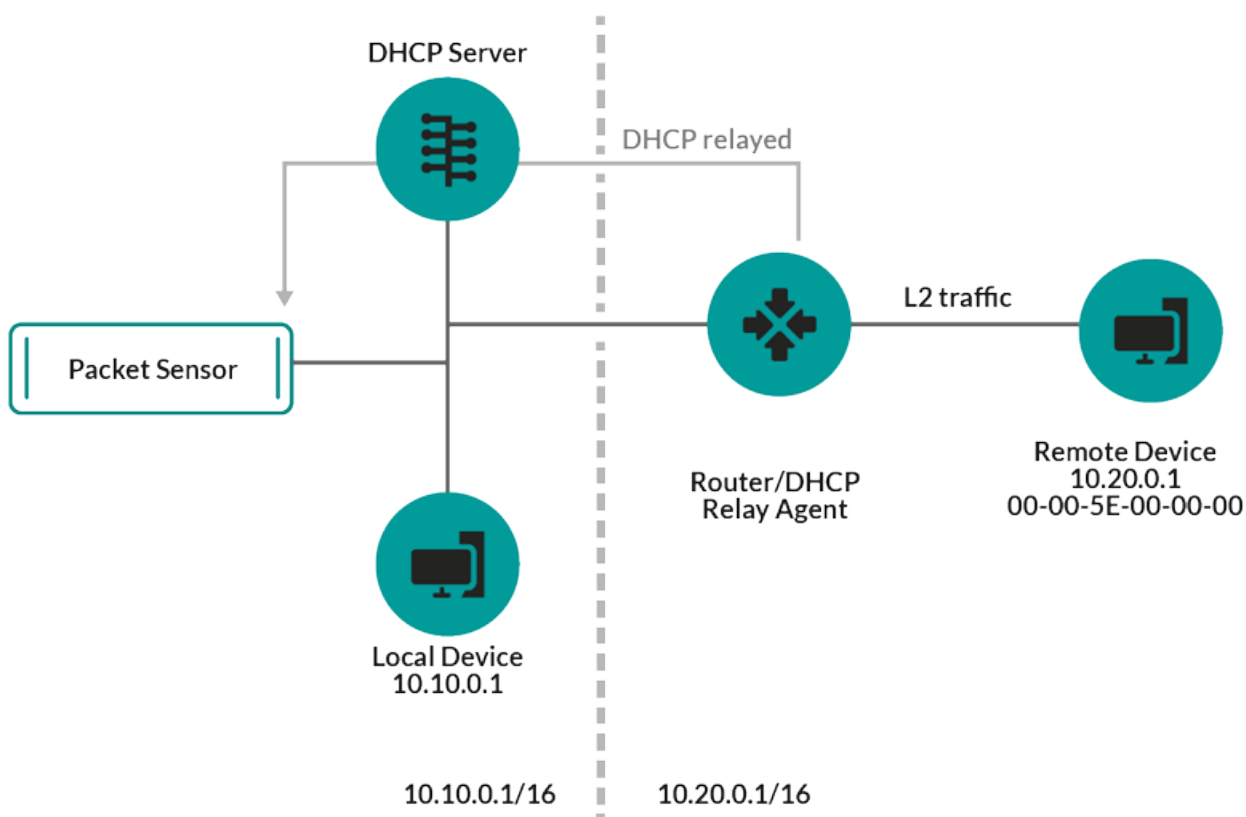 DHCP Server
DHCP relayed
L2 traffic
Packet Sensor
Router/DHCP
Relay Agent
Remote Device
10.20.0.1
00-00-5E-00-00-00
Local Device
10.10.0.1
10.10.0.1/16
10.20.0.1/16